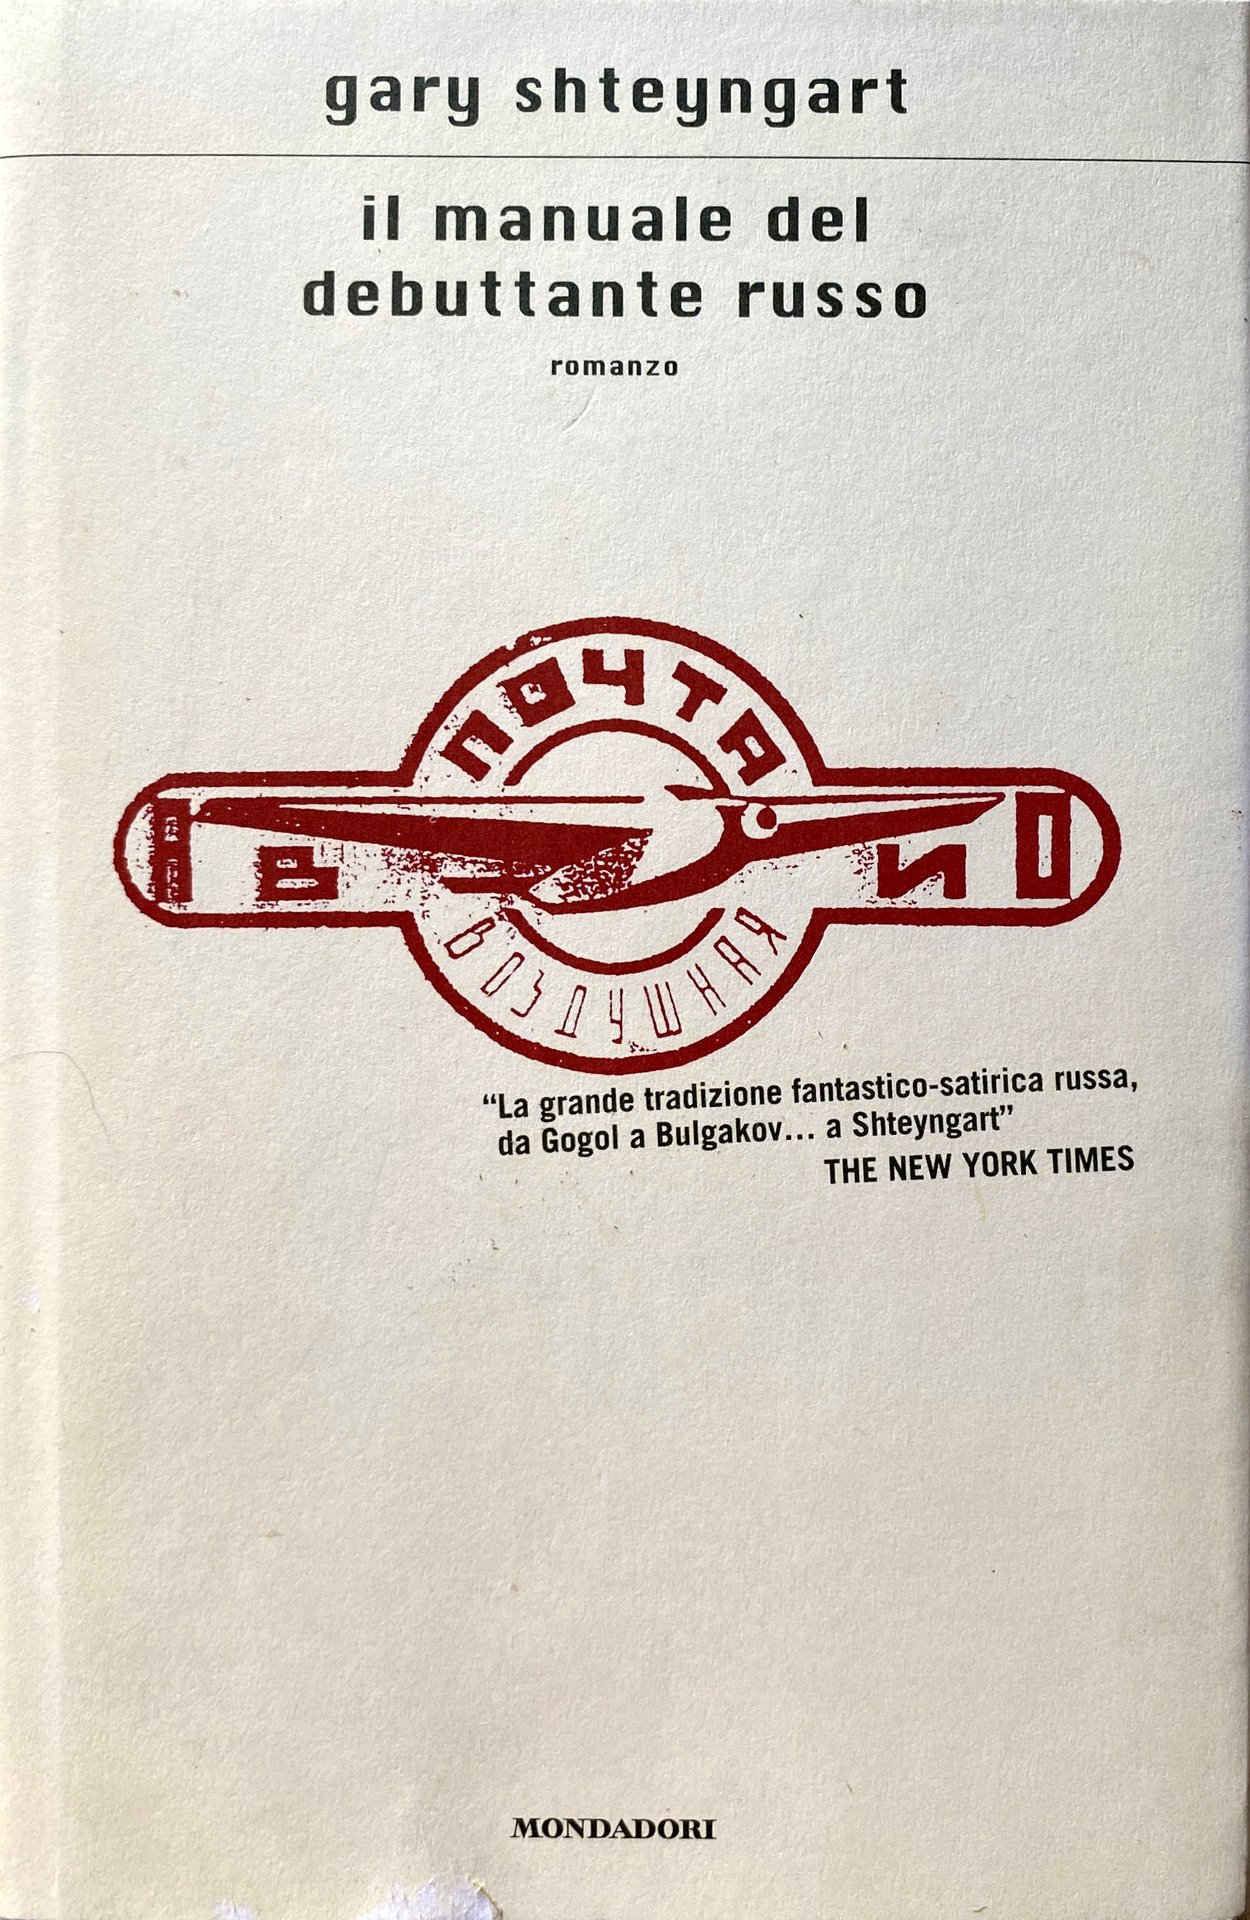 gary shteyngart
il manuale del
debuttante russo
romanzo
ПОЧТА
А В И О
ВОЗДУШНАЯ
“La grande tradizione fantastico-satirica russa,
da Gogol a Bulgakov... a Shteyngart”
THE NEW YORK TIMES
MONDADORI